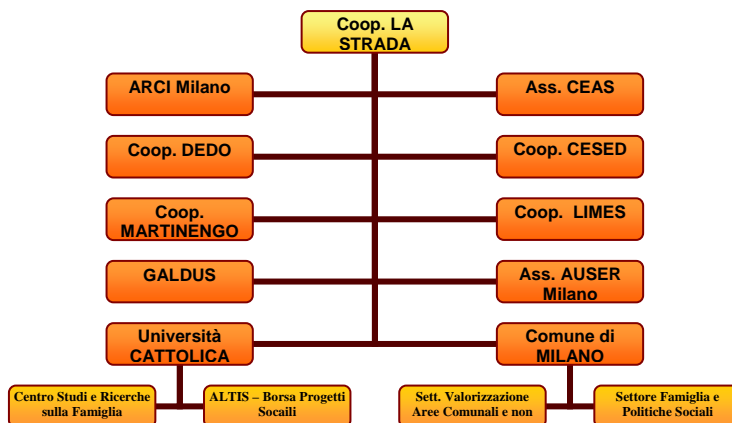 Coop. LA
STRADA
ARCI Milano
Ass. CEAS
Coop. DEDO
Coop. CESED
Coop.
MARTINENGO
Coop. LIMES
GALDUS
Ass. AUSER
Milano
Università
CATTOLICA
Comune di
MILANO
Centro Studi e Ricerche
sulla Famiglia
ALTIS – Borsa Progetti
Socaili
Sett. Valorizzazione
Aree Comunali e non
Settore Famiglia e
Politiche Sociali